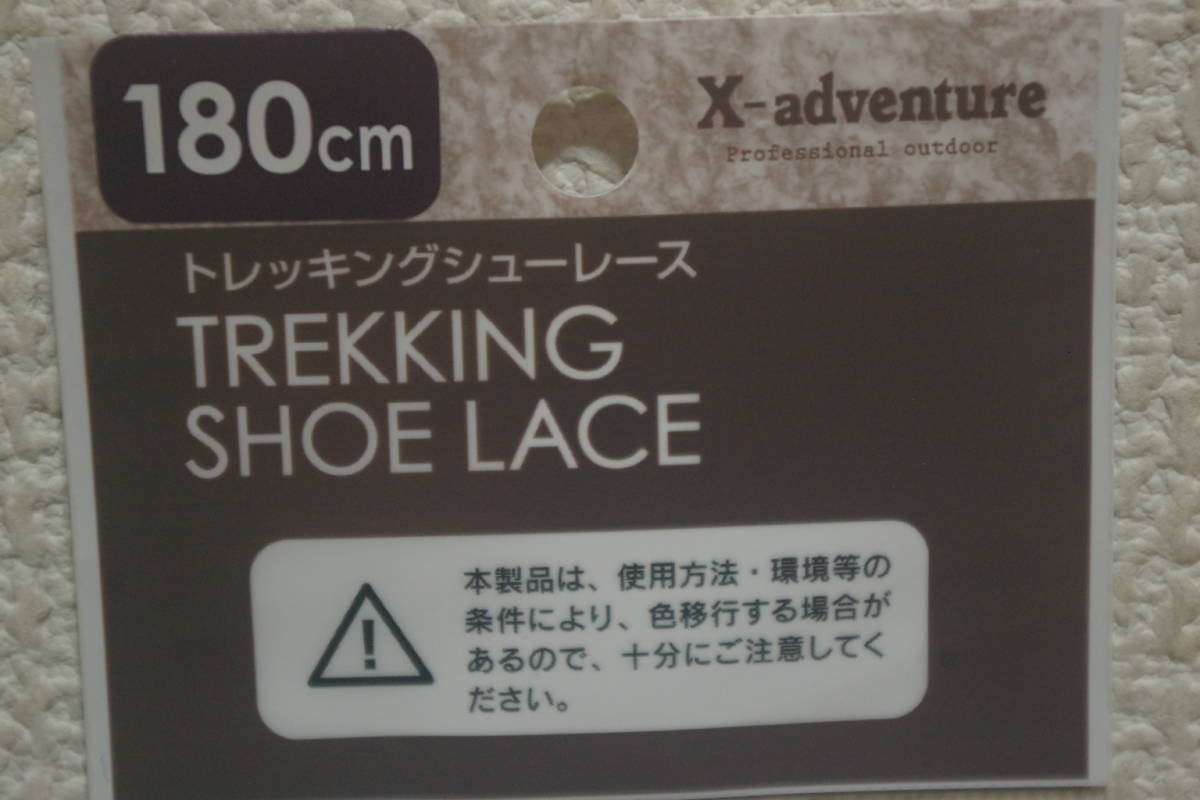 180cm
X-adventure
Professional outdoor
トレッキングシューレース
TREKKING
SHOE LACE
本製品は、使用方法・環境等の
条件により、色移行する場合が
あるので、十分にご注意してく
ださい。